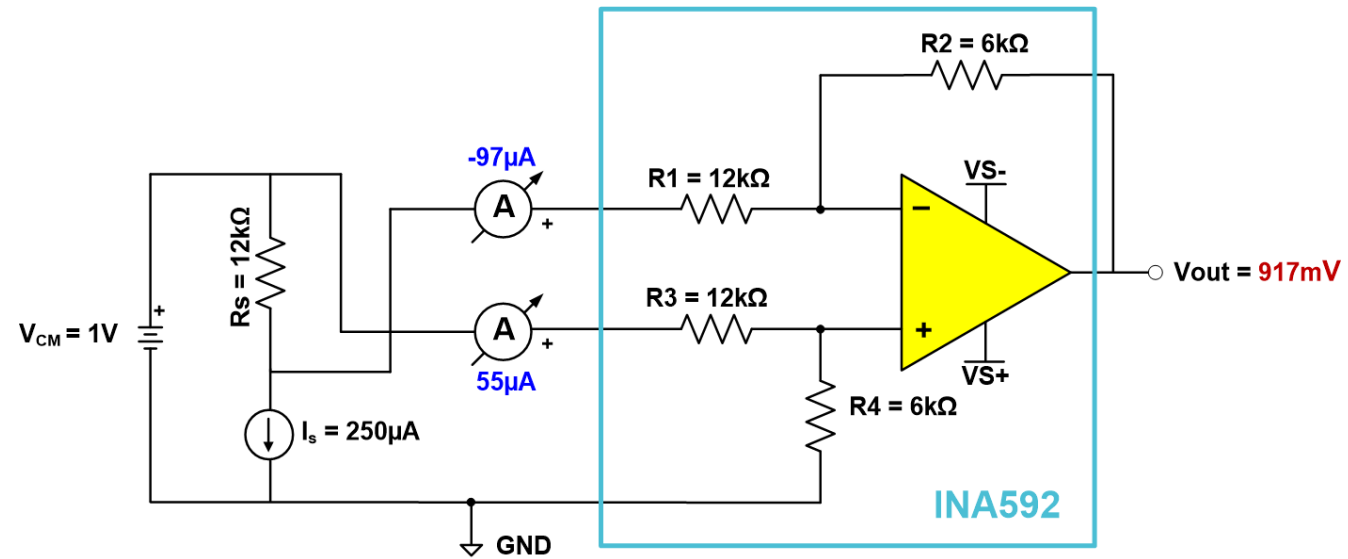 R2 = 6kΩ
-97µA
R1 = 12kΩ
VS-
A
+
−
Rs = 12kΩ
Vout = 917mV
R3 = 12kΩ
+
V_CM = 1V
A
+
+
VS+
55µA
R4 = 6kΩ
I_s = 250µA
INA592
GND